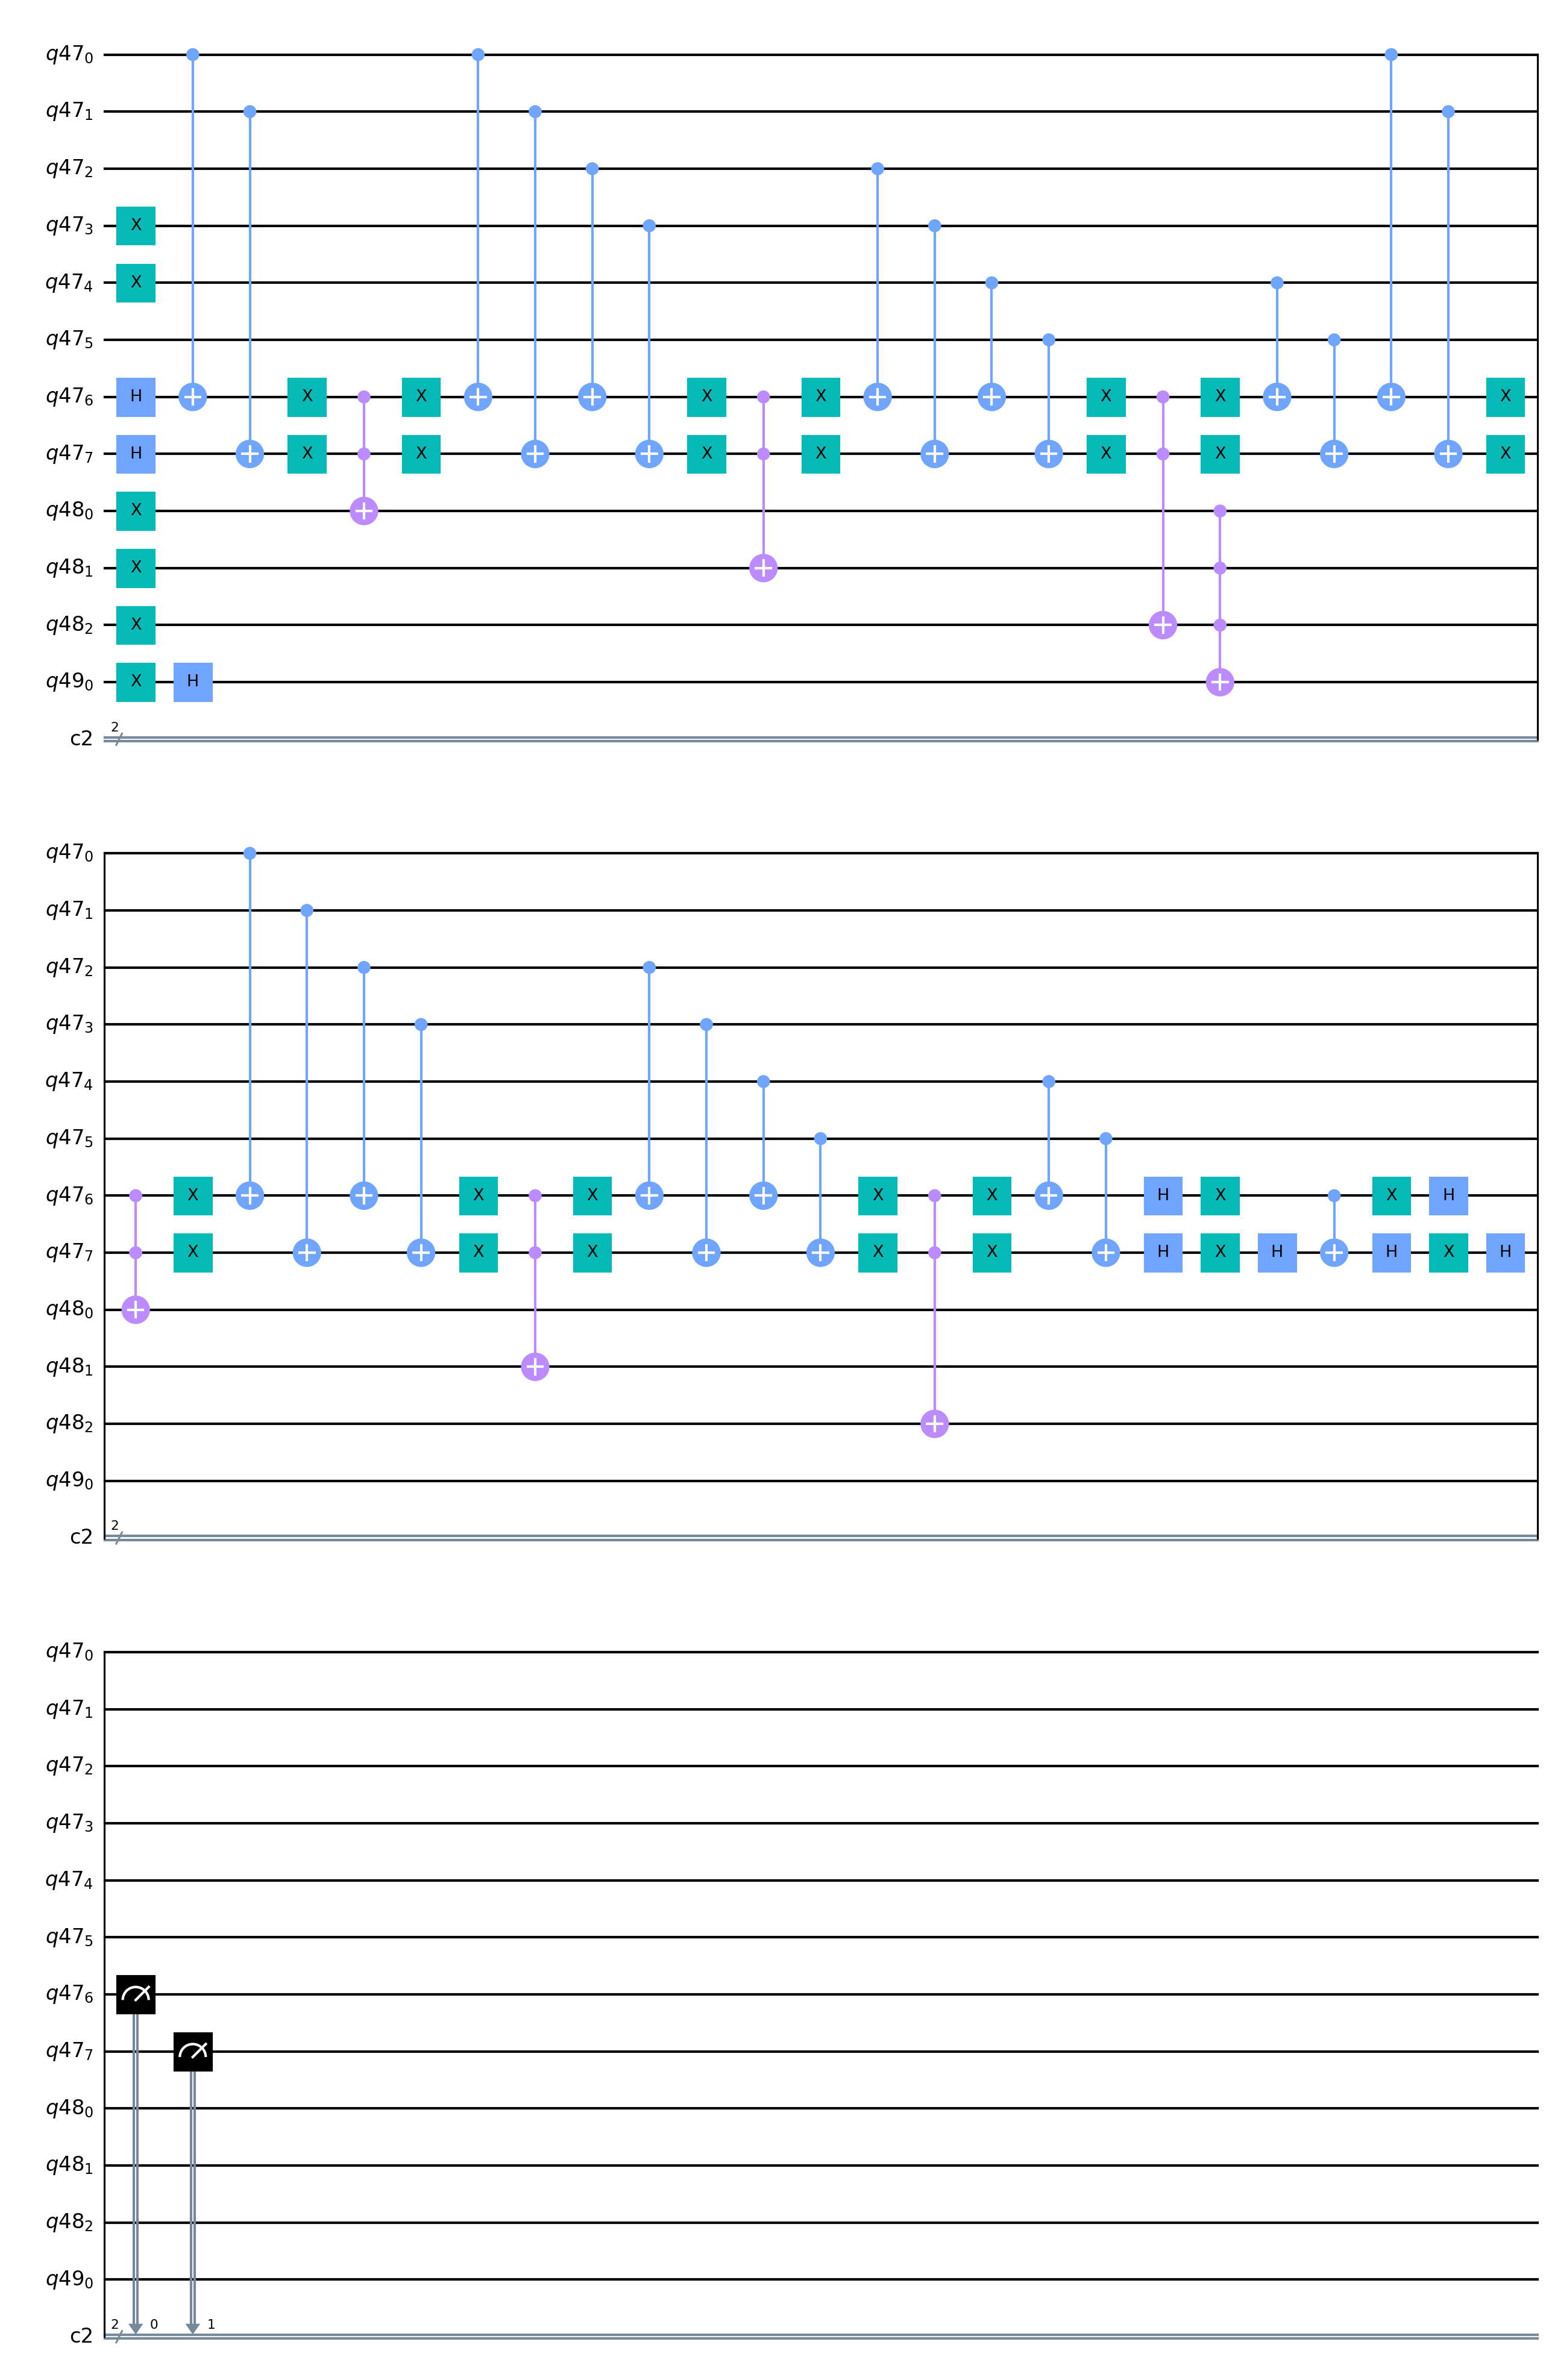 q47₀
q47₁
q47₂
q47₃ X
q47₄ X
q47₅
q47₆ H X X X X X X X
q47₇ H X X X X X X X
q48₀ X
q48₁ X
q48₂ X
q49₀ X H
c2 2
q47₀
q47₁
q47₂
q47₃
q47₄
q47₅
q47₆ X X X X X H X X H
q47₇ X X X X X H X H H X H
q48₀
q48₁
q48₂
q49₀
c2 2
q47₀
q47₁
q47₂
q47₃
q47₄
q47₅
q47₆
q47₇
q48₀
q48₁
q48₂
q49₀
c2 2 0 1